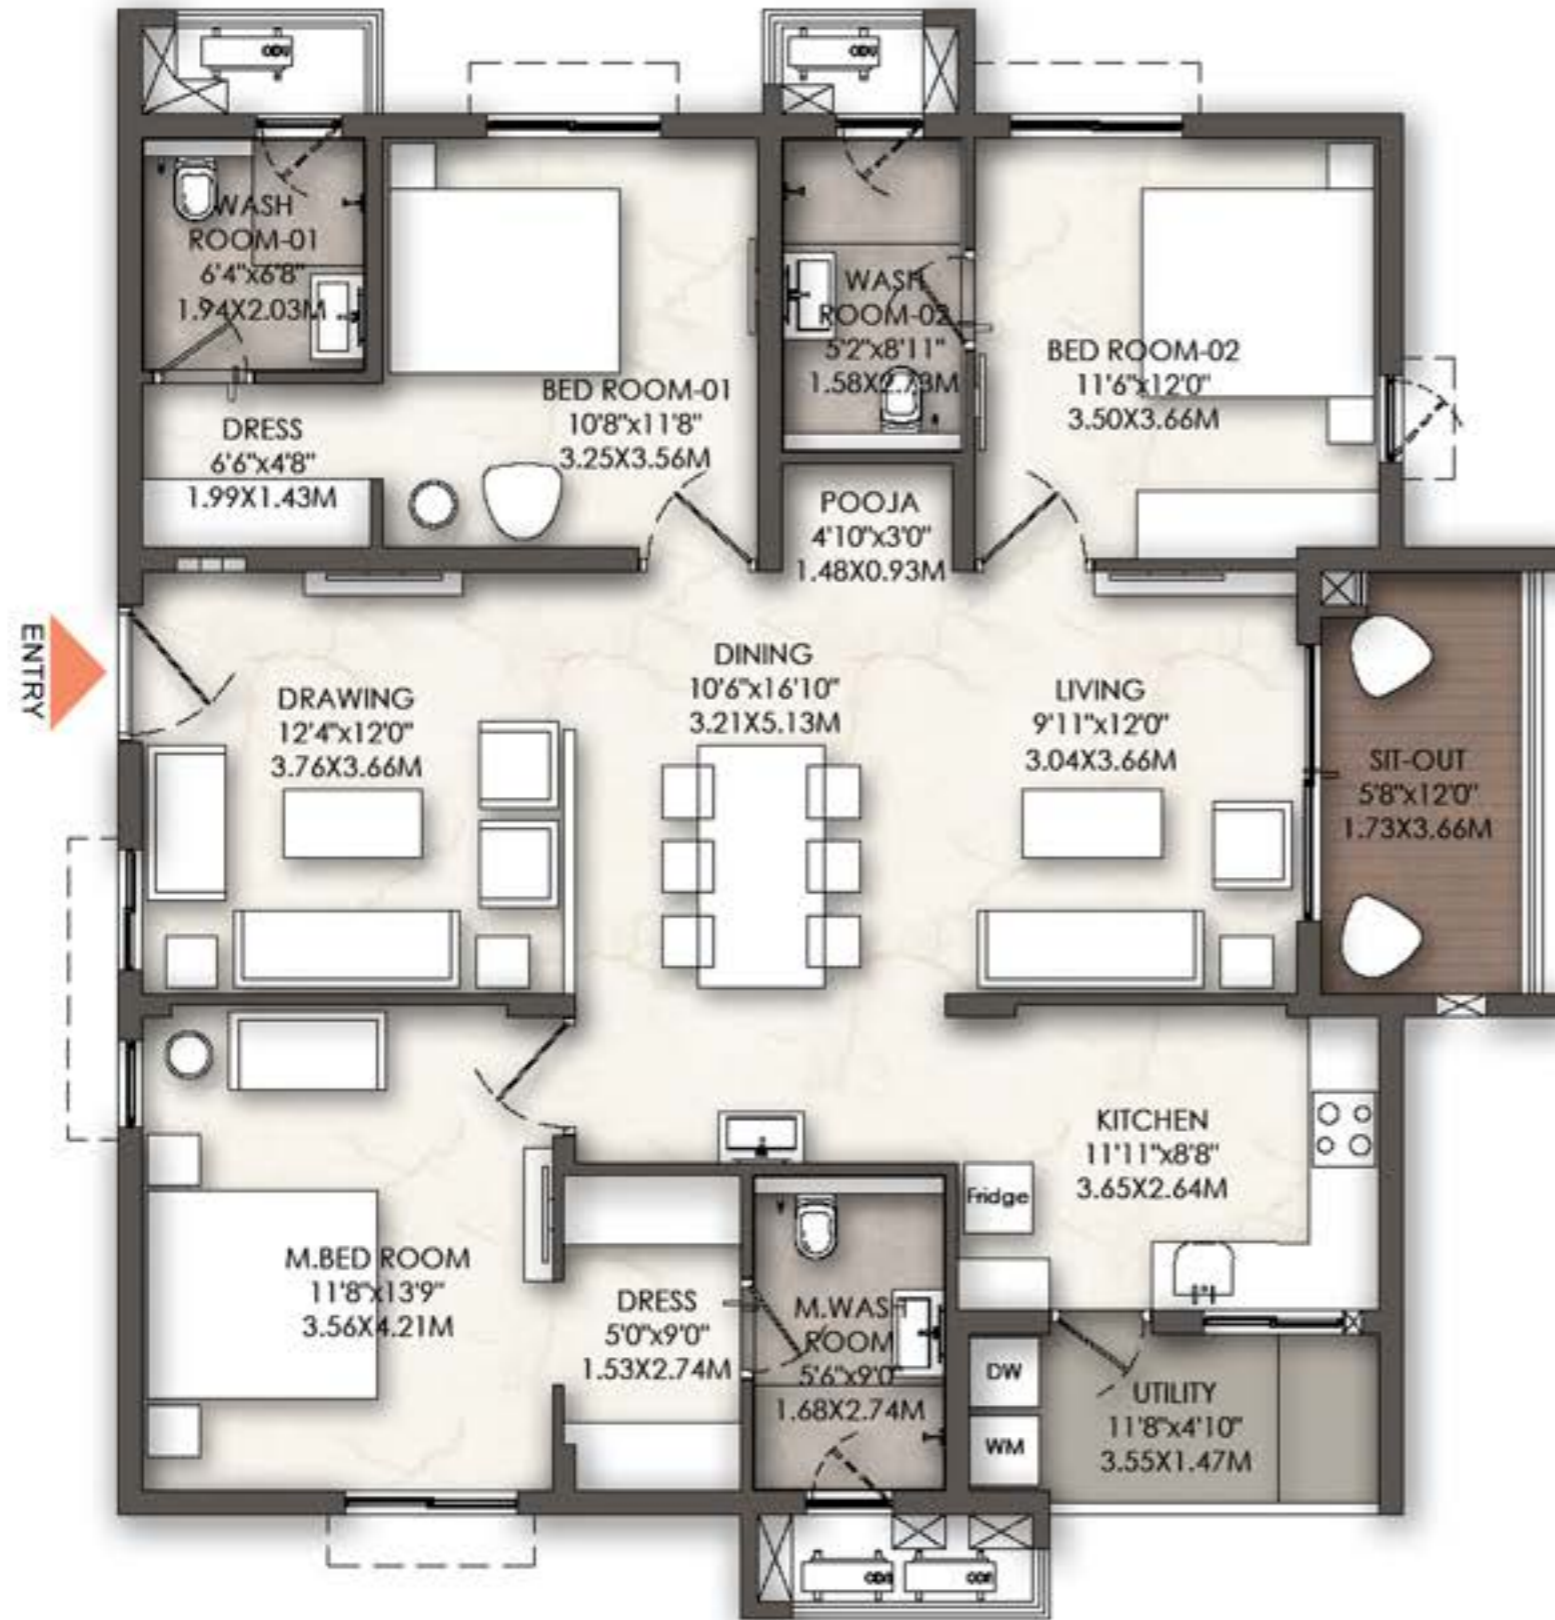 ODU
ODU
WASH
ROOM-01
6'4"x6'8"
1.94X2.03M
WASH
ROOM-02
5'2"x8'11"
1.58X2.73M
BED ROOM-02
11'6"x12'0"
3.50X3.66M
BED ROOM-01
10'8"x11'8"
3.25X3.56M
DRESS
6'6"x4'8"
1.99X1.43M
POOJA
4'10"x3'0"
1.48X0.93M
ENTRY
DRAWING
12'4"x12'0"
3.76X3.66M
DINING
10'6"x16'10"
3.21X5.13M
LIVING
9'11"x12'0"
3.04X3.66M
SIT-OUT
5'8"x12'0"
1.73X3.66M
KITCHEN
11'11"x8'8"
3.65X2.64M
Fridge
M.BED ROOM
11'8"x13'9"
3.56X4.21M
DRESS
5'0"x9'0"
1.53X2.74M
M.WASH
ROOM
5'6"x9'0"
1.68X2.74M
DW
WM
UTILITY
11'8"x4'10"
3.55X1.47M